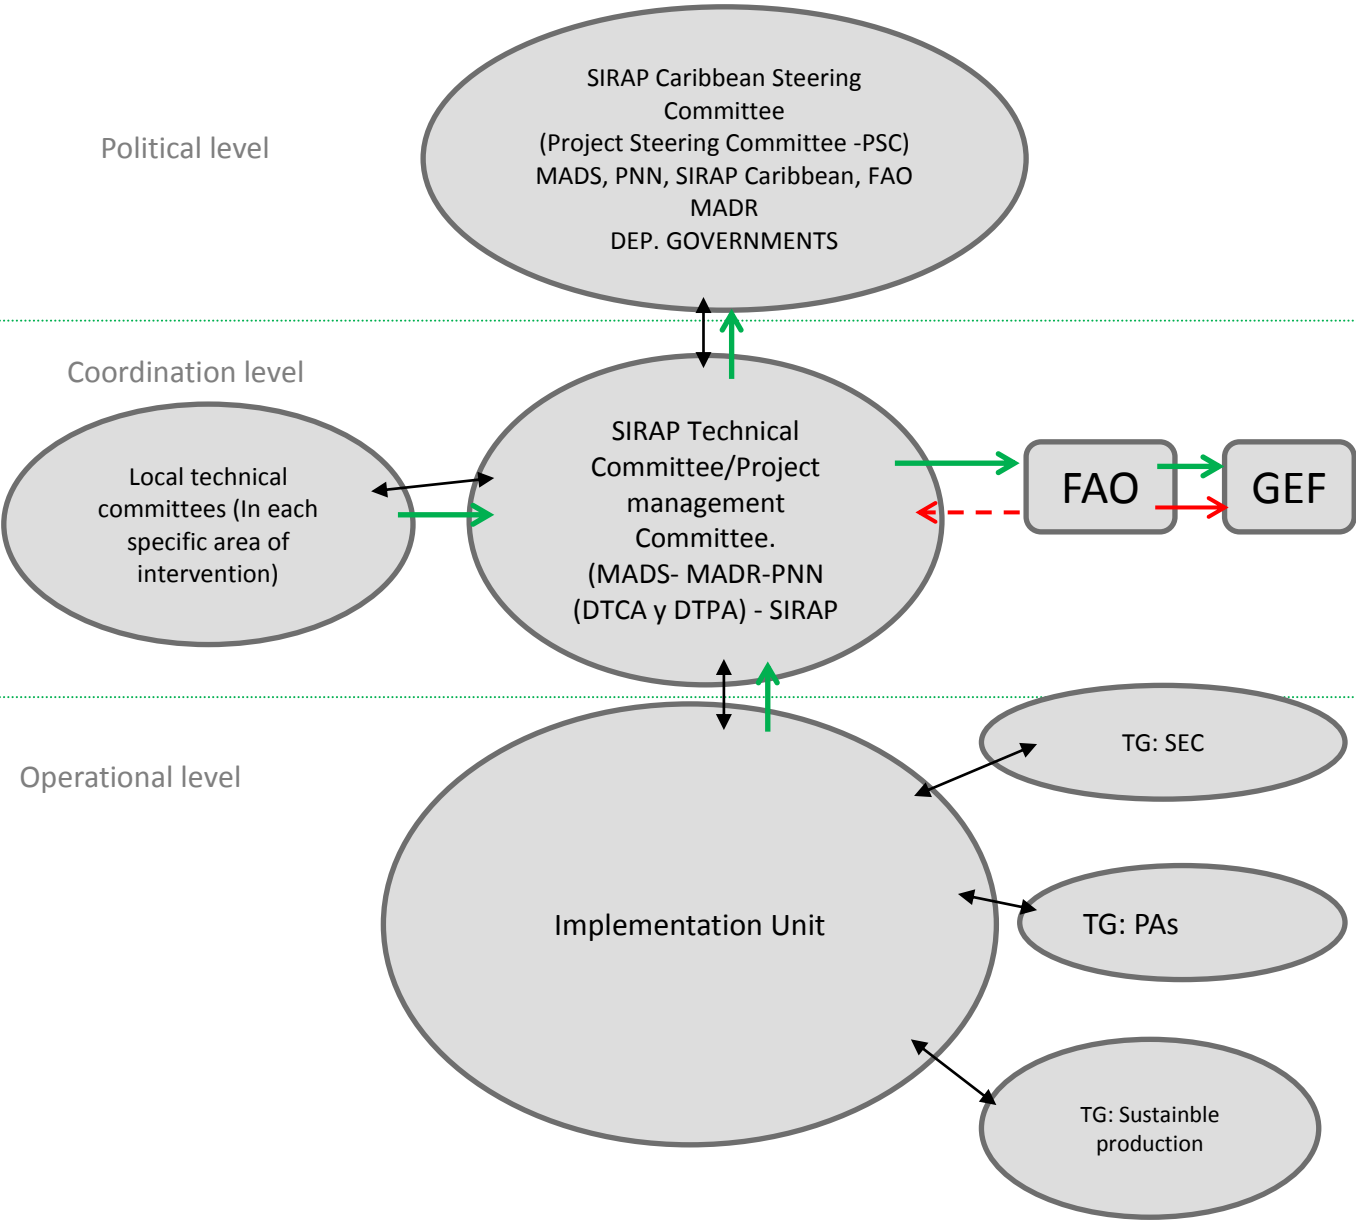 SIRAP Caribbean Steering
Committee
(Project Steering Committee -PSC)
MADS, PNN, SIRAP Caribbean, FAO
MADR
DEP. GOVERNMENTS
Political level
Coordination level
Local technical
committees (In each
specific area of
intervention)
SIRAP Technical
Committee/Project
management
Committee.
(MADS- MADR-PNN
(DTCA y DTPA) - SIRAP
FAO
GEF
Operational level
Implementation Unit
TG: SEC
TG: PAs
TG: Sustainble
production